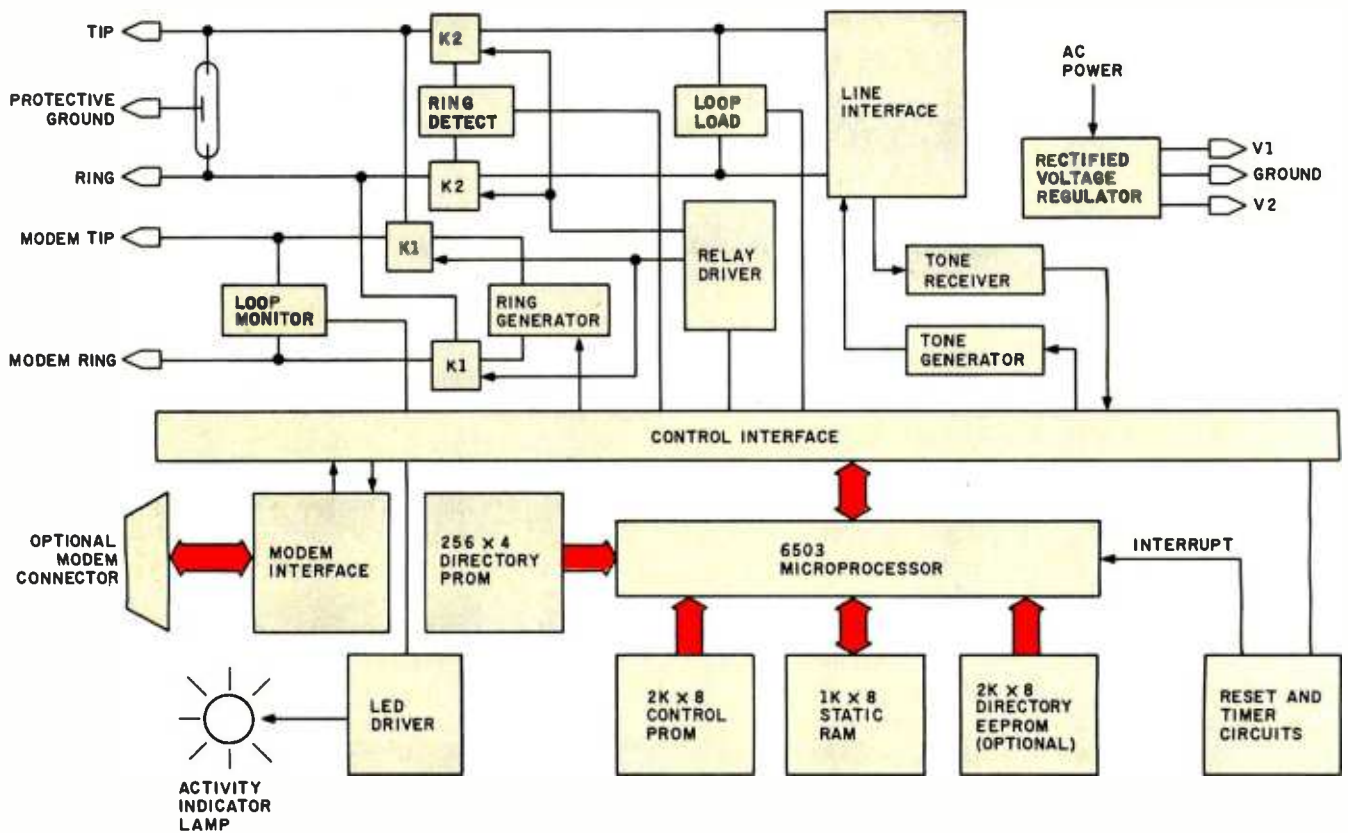 TIP
K2
LINE
INTERFACE
AC
POWER
PROTECTIVE
GROUND
RING
DETECT
LOOP
LOAD
RECTIFIED
VOLTAGE
REGULATOR
V1
GROUND
V2
RING
K2
MODEM TIP
K1
RELAY
DRIVER
TONE
RECEIVER
LOOP
MONITOR
RING
GENERATOR
TONE
GENERATOR
MODEM RING
K1
CONTROL INTERFACE
OPTIONAL
MODEM
CONNECTOR
MODEM
INTERFACE
256 × 4
DIRECTORY
PROM
6503
MICROPROCESSOR
INTERRUPT
LED
DRIVER
2K × 8
CONTROL
PROM
1K × 8
STATIC
RAM
2K × 8
DIRECTORY
EEPROM
(OPTIONAL)
RESET AND
TIMER
CIRCUITS
ACTIVITY
INDICATOR
LAMP